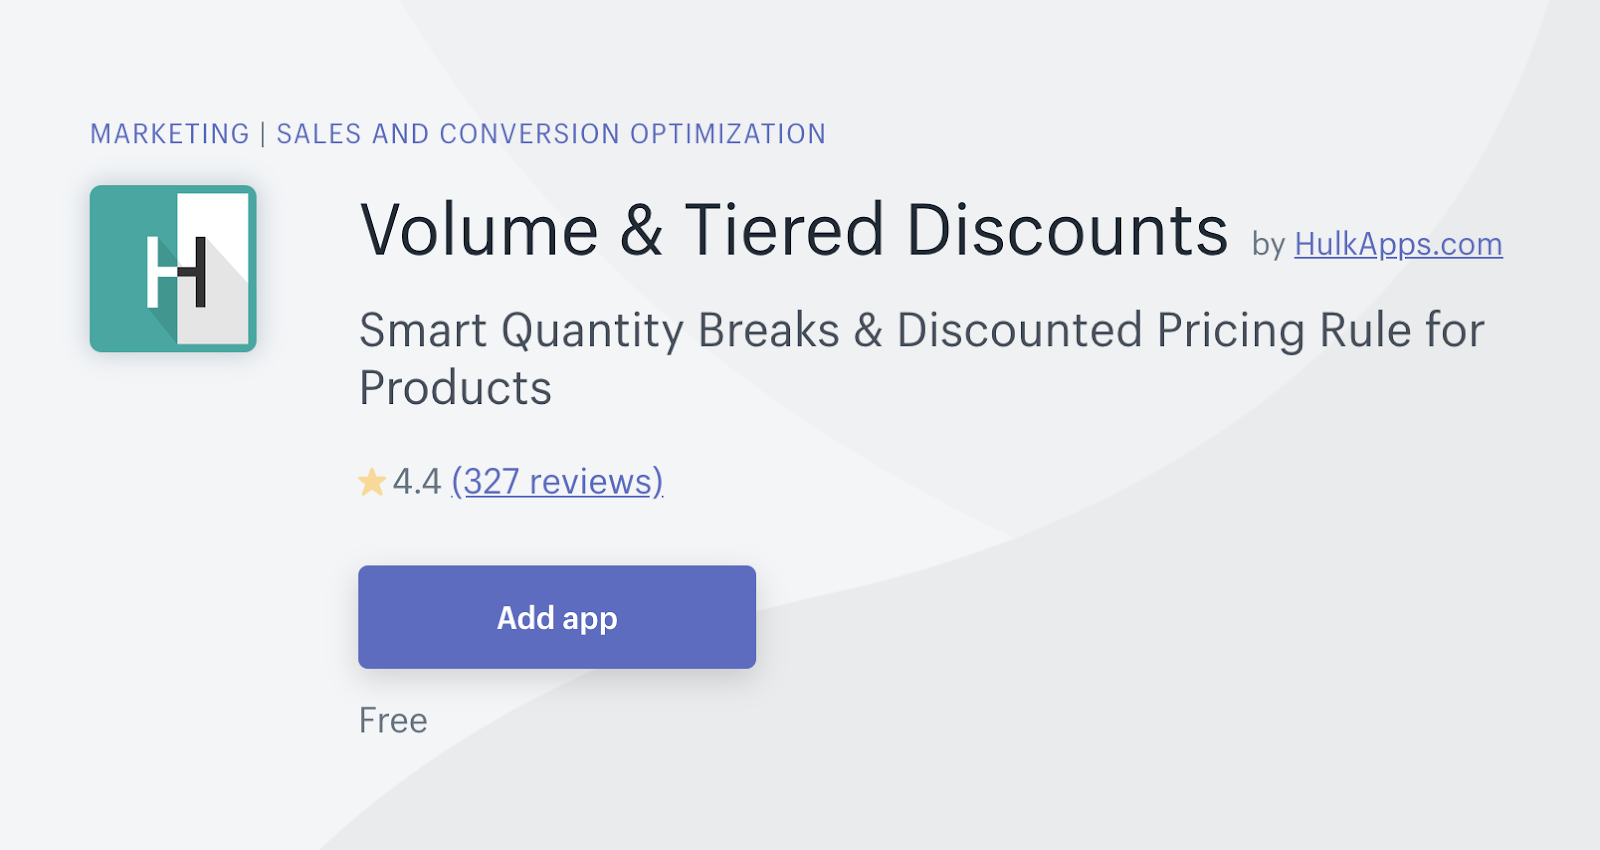 MARKETING | SALES AND CONVERSION OPTIMIZATION
H
Volume & Tiered Discounts by HulkApps.com
Smart Quantity Breaks & Discounted Pricing Rule for
Products
4.4 (327 reviews)
Add app
Free